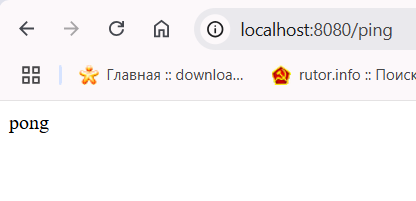 localhost:8080/ping
Главная :: downloa...
rutor.info :: Поиск
pong